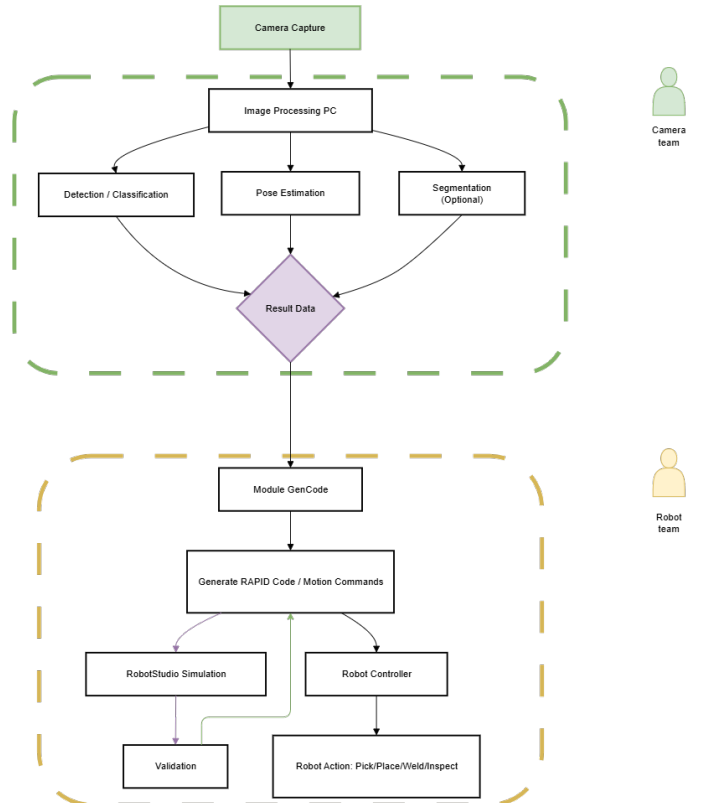 Camera Capture
Image Processing PC
Camera
team
Detection / Classification
Pose Estimation
Segmentation
(Optional)
Result Data
Module GenCode
Robot
team
Generate RAPID Code / Motion Commands
RobotStudio Simulation
Robot Controller
Validation
Robot Action: Pick/Place/Weld/Inspect